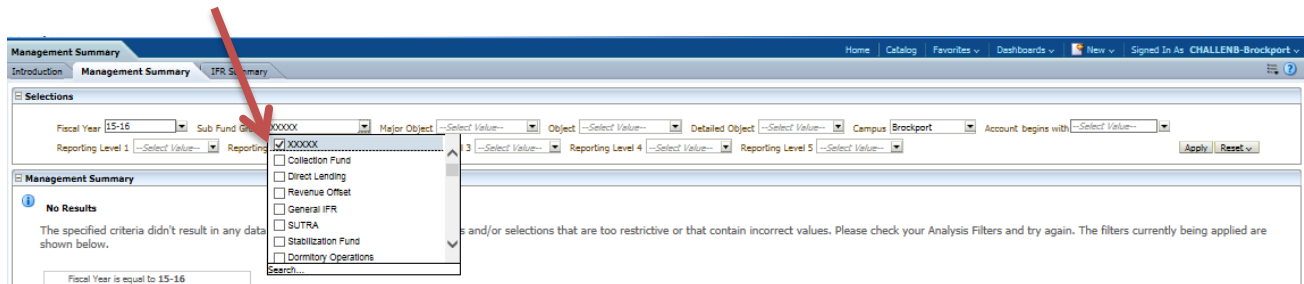 Management Summary Home Catalog Favorites Dashboards New Signed In As CHALLENB-Brockport
Introduction Management Summary IFR Summary
Selections
Fiscal Year 15-16 Sub Fund Gro XXXXX Major Object --Select Value-- Object --Select Value-- Detailed Object --Select Value-- Campus Brockport Account begins with --Select Value--
Reporting Level 1 --Select Value-- Reporting l 3 --Select Value-- Reporting Level 4 --Select Value-- Reporting Level 5 --Select Value-- Apply Reset
XXXXX
Collection Fund
Direct Lending
Revenue Offset
General IFR
SUTRA
Stabilization Fund
Dormitory Operations
Search...
Management Summary
No Results
The specified criteria didn't result in any data s and/or selections that are too restrictive or that contain incorrect values. Please check your Analysis Filters and try again. The filters currently being applied are
shown below.
Fiscal Year is equal to 15-16